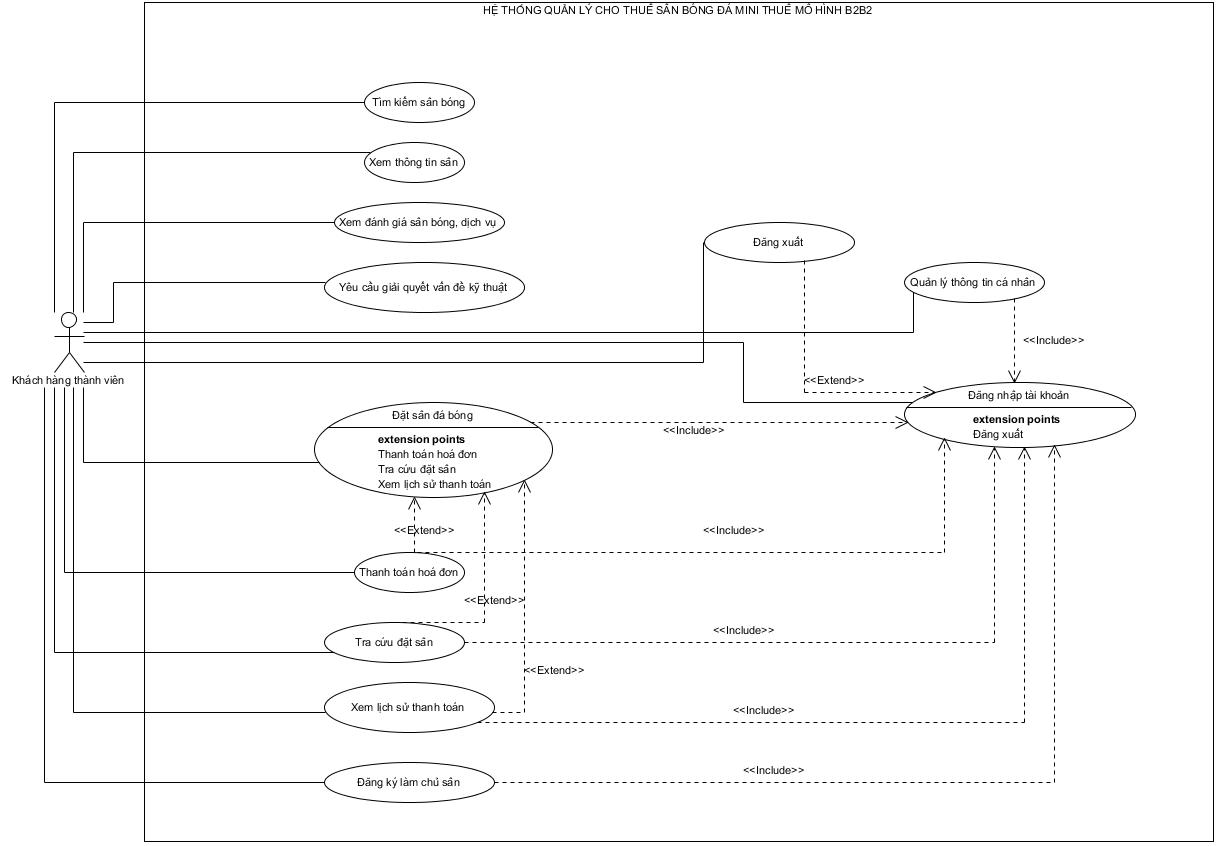 HỆ THỐNG QUẢN LÝ CHO THUÊ SÂN BÓNG ĐÁ MINI THUÊ MÔ HÌNH B2B2
Tìm kiếm sân bóng
Xem thông tin sân
Xem đánh giá sân bóng, dịch vụ
Đăng xuất
Yêu cầu giải quyết vấn đề kỹ thuật
Quản lý thông tin cá nhân
<<Include>>
Khách hàng thành viên
<<Extend>>
Đăng nhập tài khoản
extension points
Đăng xuất
Đặt sân đá bóng
extension points
Thanh toán hoá đơn
Tra cứu đặt sân
Xem lịch sử thanh toán
<<Include>>
<<Extend>>
<<Include>>
Thanh toán hoá đơn
<<Extend>>
Tra cứu đặt sân
<<Include>>
<<Extend>>
Xem lịch sử thanh toán
<<Include>>
Đăng ký làm chủ sân
<<Include>>